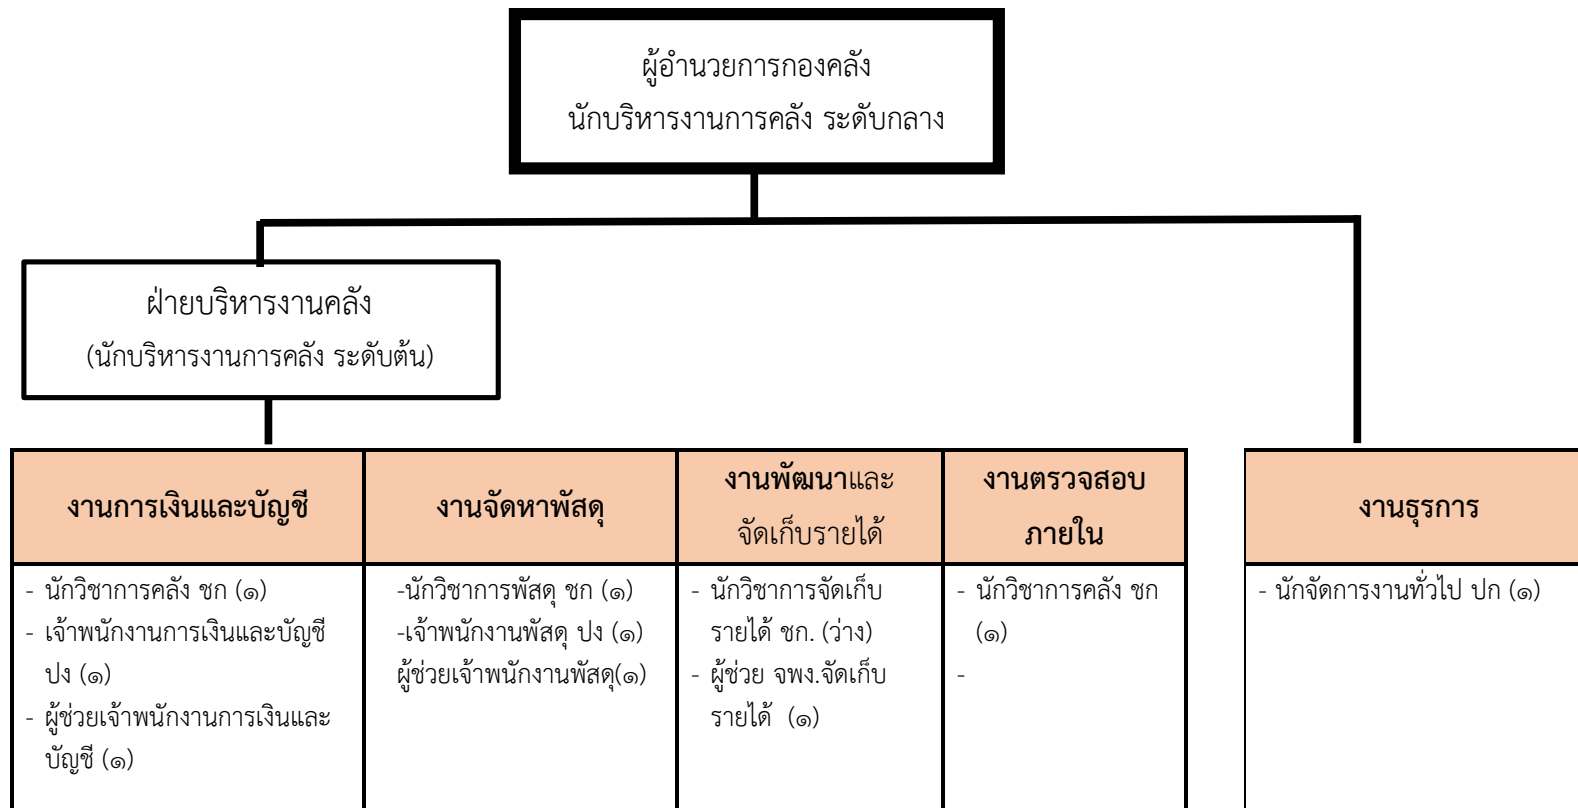 ผู้อำนวยการกองคลัง
นักบริหารงานการคลัง ระดับกลาง
ฝ่ายบริหารงานคลัง
(นักบริหารงานการคลัง ระดับต้น)
งานการเงินและบัญชี
- นักวิชาการคลัง ชก (๑)
- เจ้าพนักงานการเงินและบัญชี
ปง (๑)
- ผู้ช่วยเจ้าพนักงานการเงินและ
บัญชี (๑)
งานจัดหาพัสดุ
-นักวิชาการพัสดุ ชก (๑)
-เจ้าพนักงานพัสดุ ปง (๑)
ผู้ช่วยเจ้าพนักงานพัสดุ(๑)
งานพัฒนาและ
จัดเก็บรายได้
- นักวิชาการจัดเก็บ
รายได้ ชก. (ว่าง)
- ผู้ช่วย จพง.จัดเก็บ
รายได้ (๑)
งานตรวจสอบ
ภายใน
- นักวิชาการคลัง ชก
(๑)
-
งานธุรการ
- นักจัดการงานทั่วไป ปก (๑)